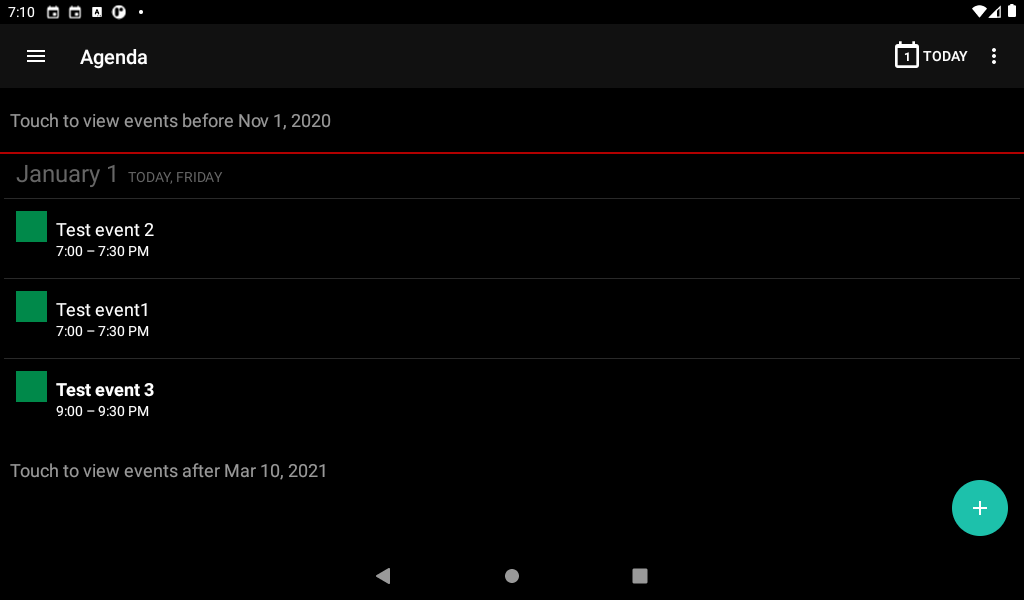 7:10
Agenda
1 TODAY
Touch to view events before Nov 1, 2020
January 1 TODAY, FRIDAY
Test event 2
7:00 – 7:30 PM
Test event1
7:00 – 7:30 PM
Test event 3
9:00 – 9:30 PM
Touch to view events after Mar 10, 2021